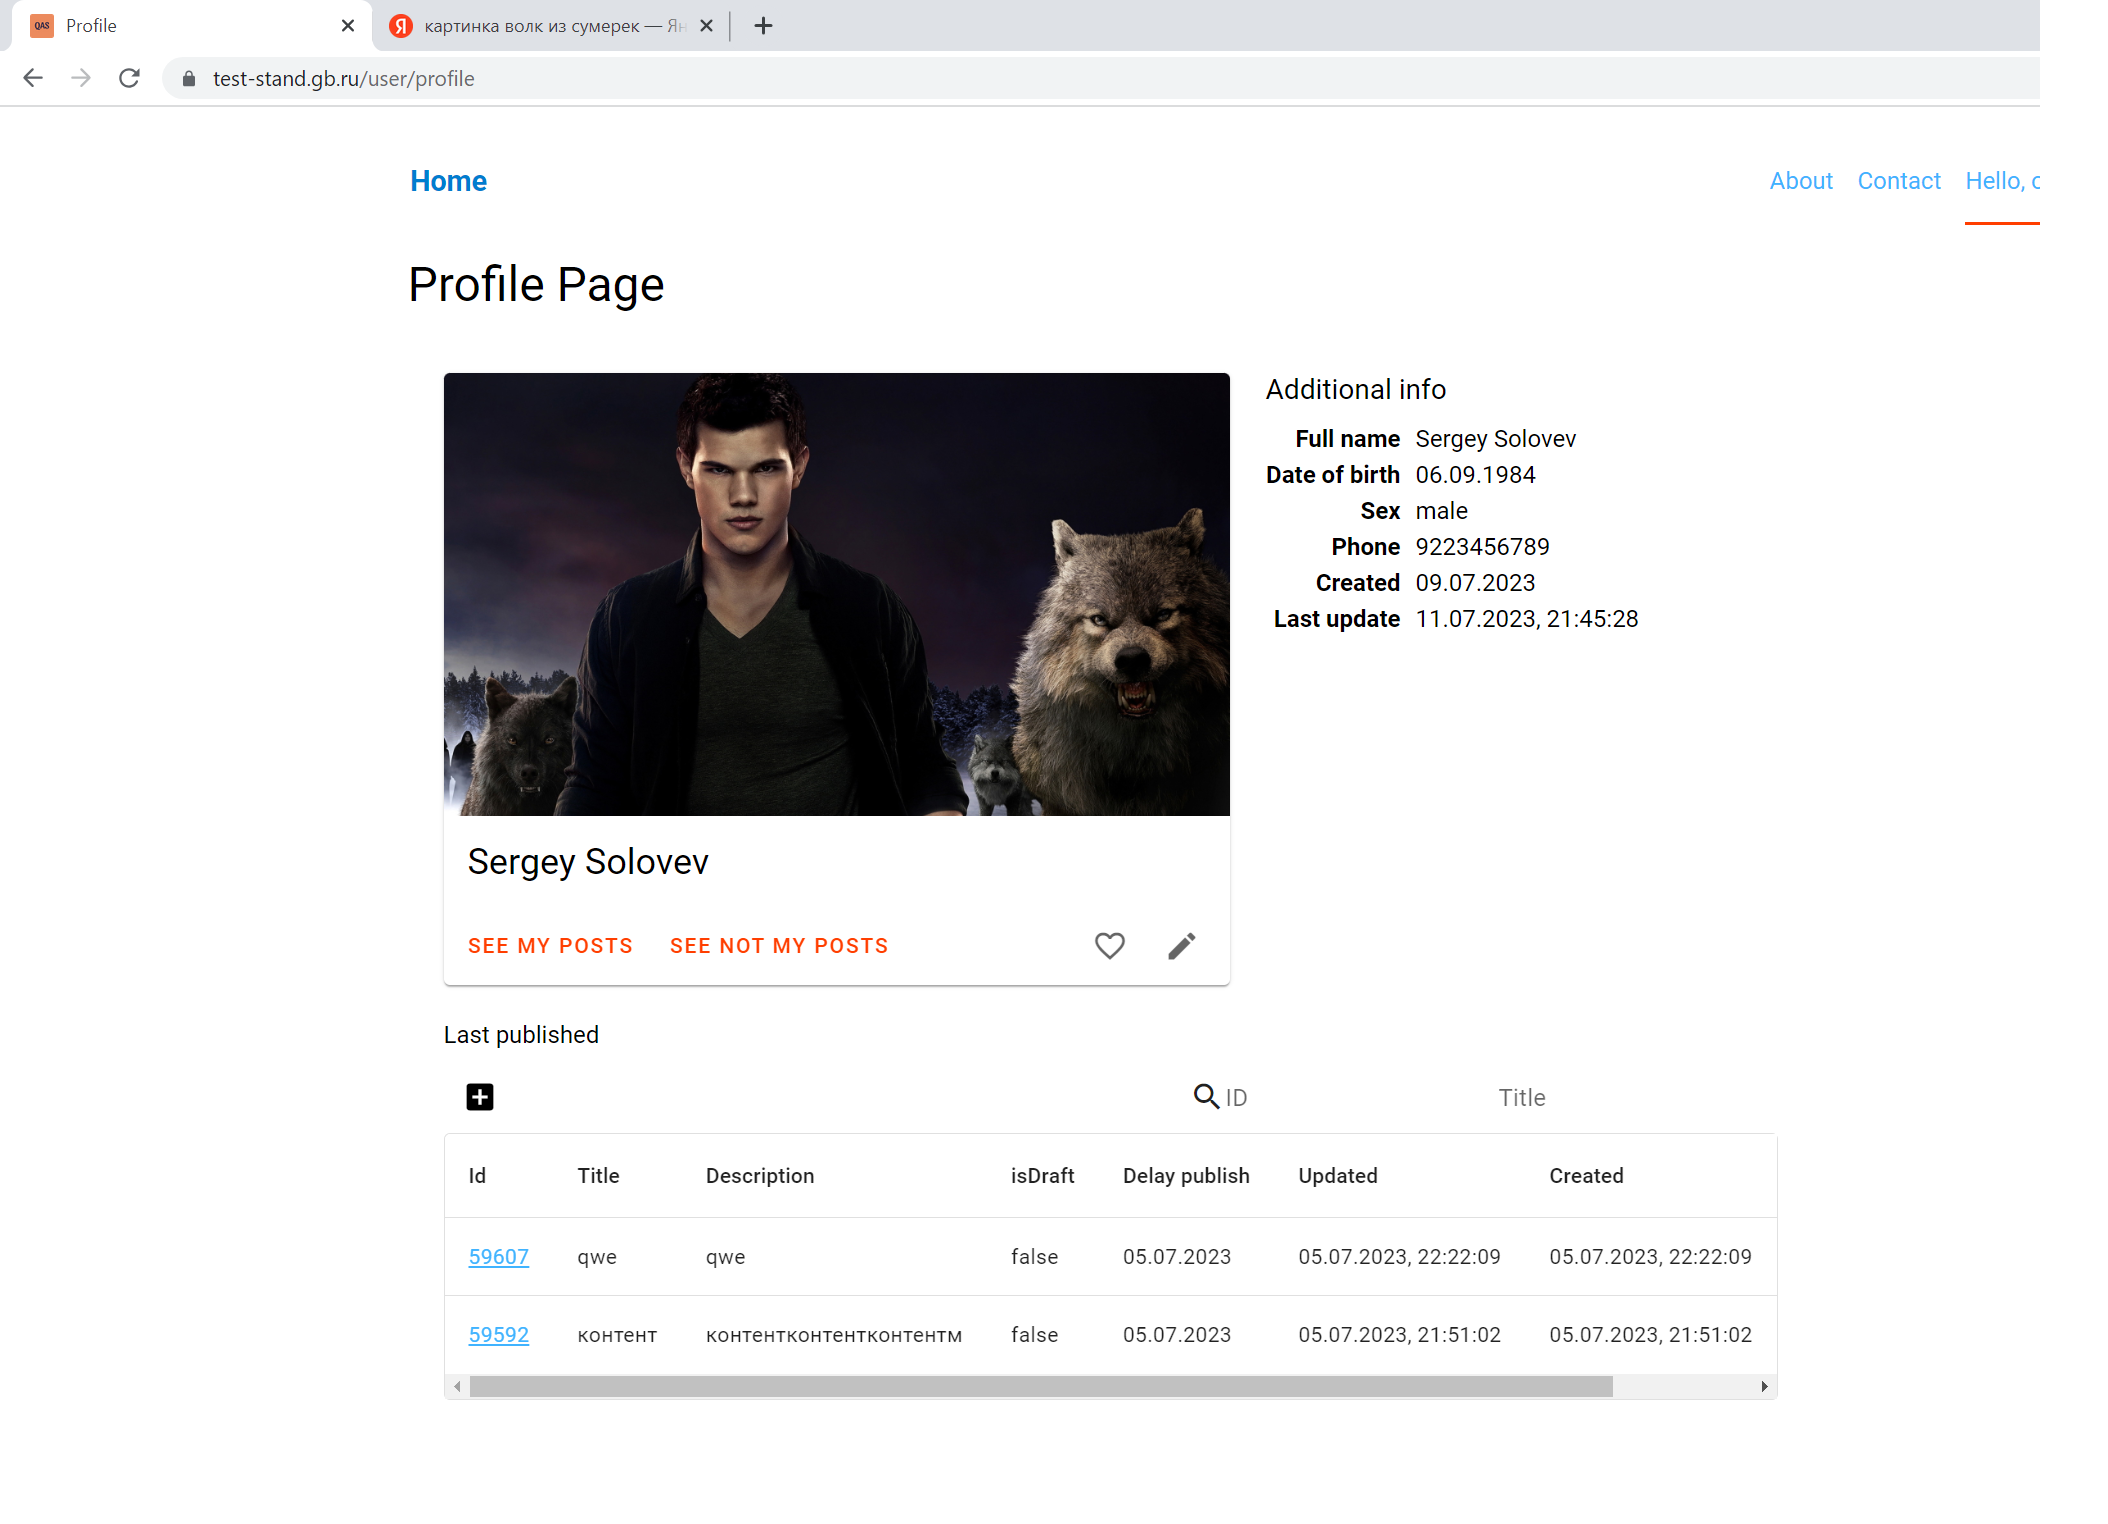 QAS Profile
Я картинка волк из сумерек — Ян
test-stand.gb.ru/user/profile
Home About Contact Hello,
Profile Page
Additional info
Full name Sergey Solovev
Date of birth 06.09.1984
Sex male
Phone 9223456789
Created 09.07.2023
Last update 11.07.2023, 21:45:28
Sergey Solovev
SEE MY POSTS SEE NOT MY POSTS
Last published
ID Title
Id Title Description isDraft Delay publish Updated Created
59607 qwe qwe false 05.07.2023 05.07.2023, 22:22:09 05.07.2023, 22:22:09
59592 контент контентконтентконтентм false 05.07.2023 05.07.2023, 21:51:02 05.07.2023, 21:51:02